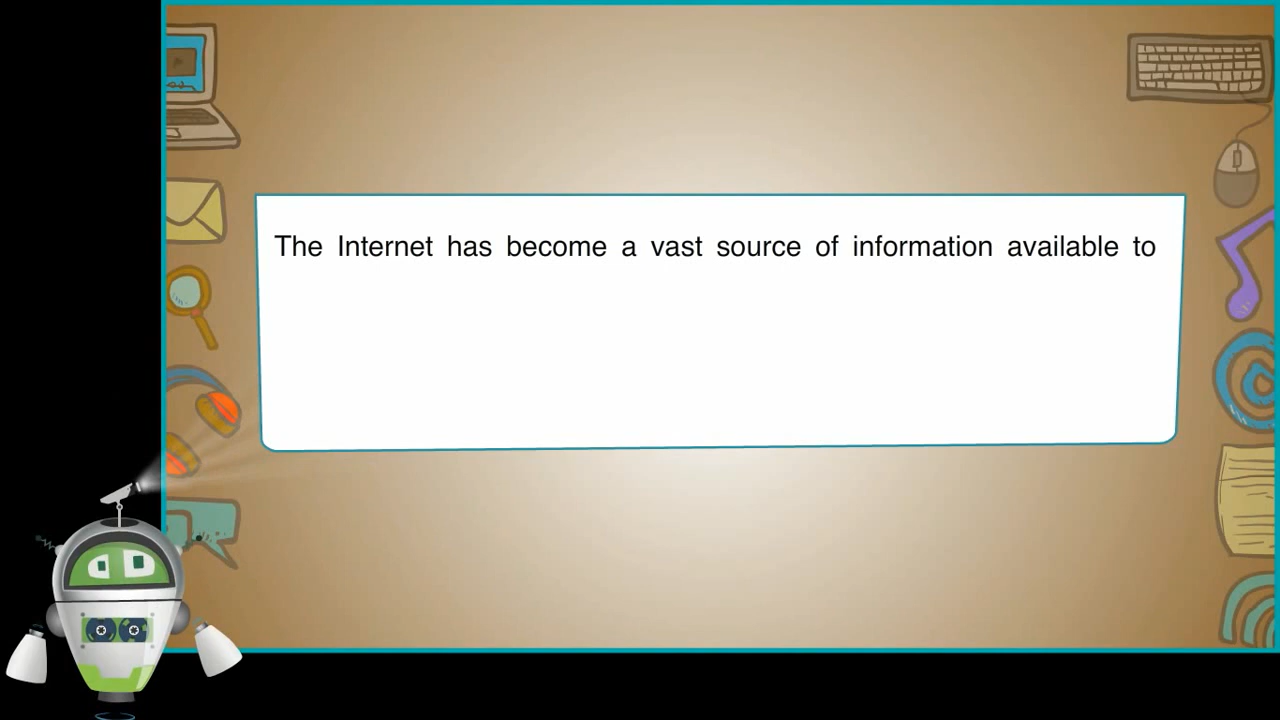 The Internet has become a vast source of information available to